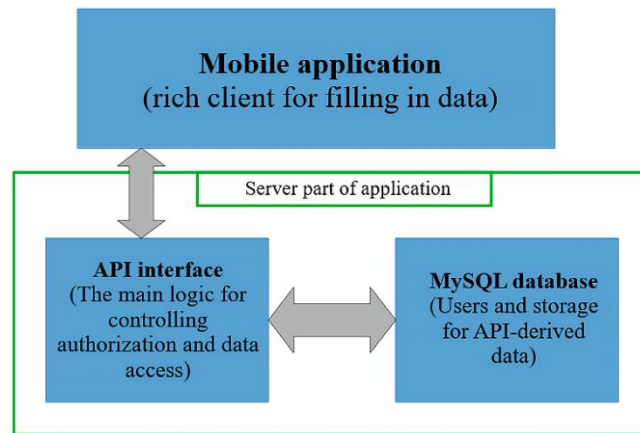 Mobile application
(rich client for filling in data)
Server part of application
API interface
(The main logic for
controlling
authorization and data
access)
MySQL database
(Users and storage
for API-derived
data)